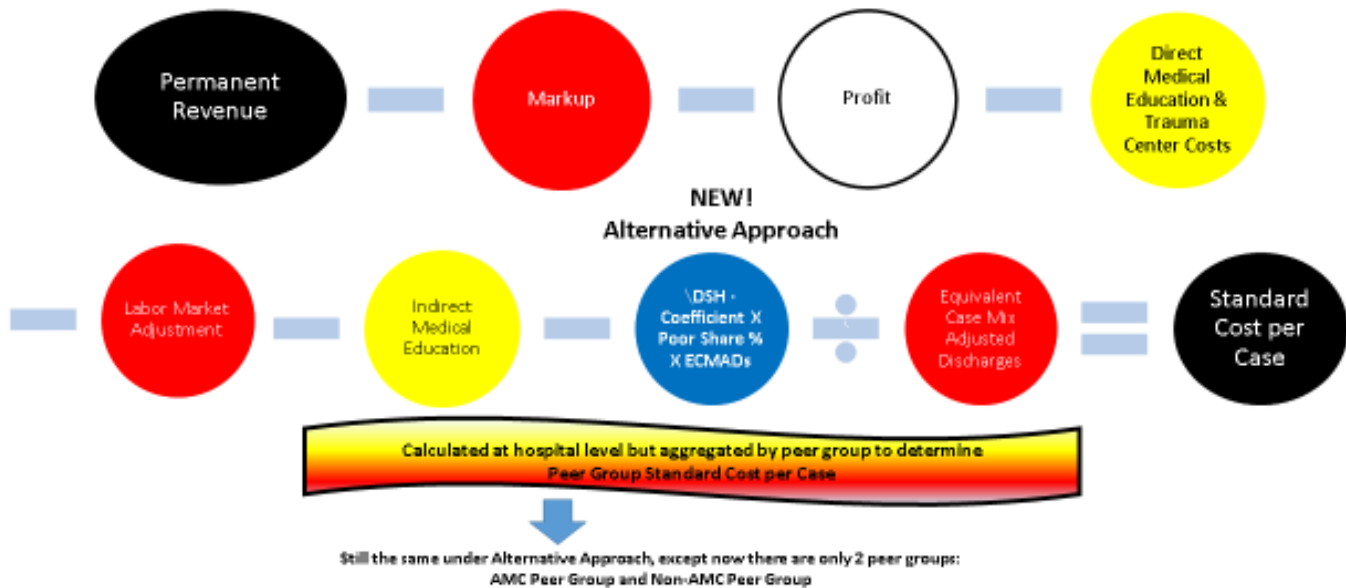 Permanent
Revenue
Markup
Profit
Direct
Medical
Education &
Trauma
Center Costs
NEW!
Alternative Approach
Labor Market
Adjustment
Indirect
Medical
Education
\DSH -
Coefficient X
Poor Share %
X ECMADs
Equivalent
Case Mix
Adjusted
Discharges
Standard
Cost per
Case
Calculated at hospital level but aggregated by peer group to determine
Peer Group Standard Cost per Case
Still the same under Alternative Approach, except now there are only 2 peer groups:
AMC Peer Group and Non-AMC Peer Group